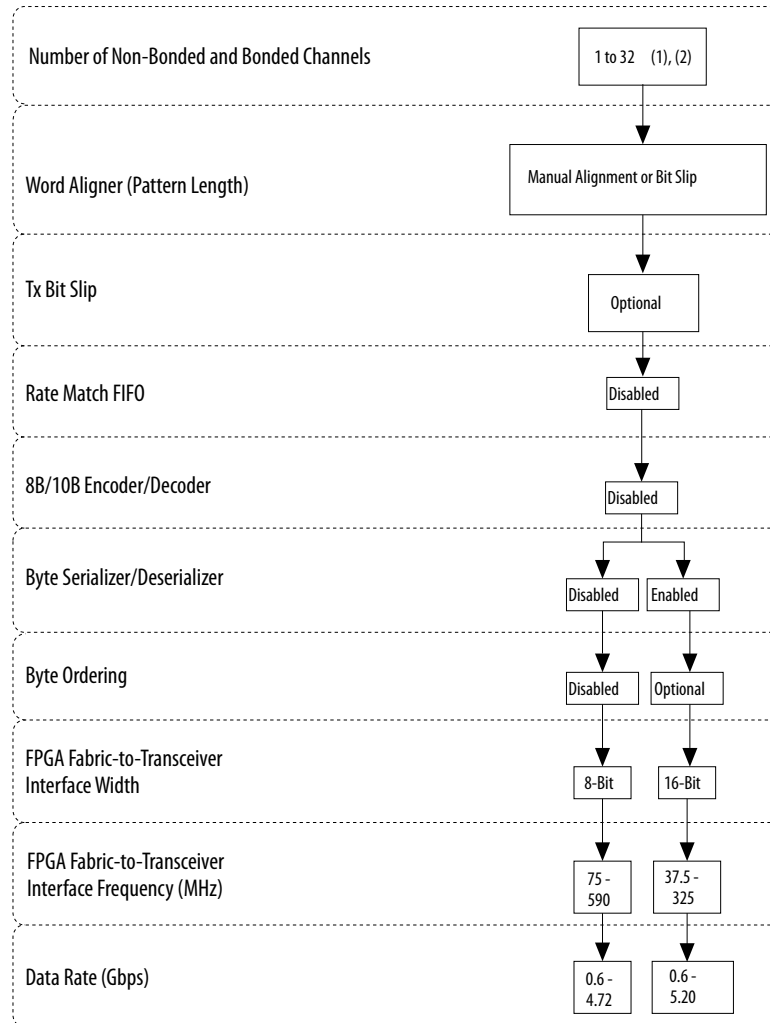 Number of Non-Bonded and Bonded Channels
1 to 32 (1), (2)
Word Aligner (Pattern Length)
Manual Alignment or Bit Slip
Tx Bit Slip
Optional
Rate Match FIFO
Disabled
8B/10B Encoder/Decoder
Disabled
Byte Serializer/Deserializer
Disabled
Enabled
Byte Ordering
Disabled
Optional
FPGA Fabric-to-Transceiver
Interface Width
8-Bit
16-Bit
FPGA Fabric-to-Transceiver
Interface Frequency (MHz)
75 -
590
37.5 -
325
Data Rate (Gbps)
0.6 -
4.72
0.6 -
5.20